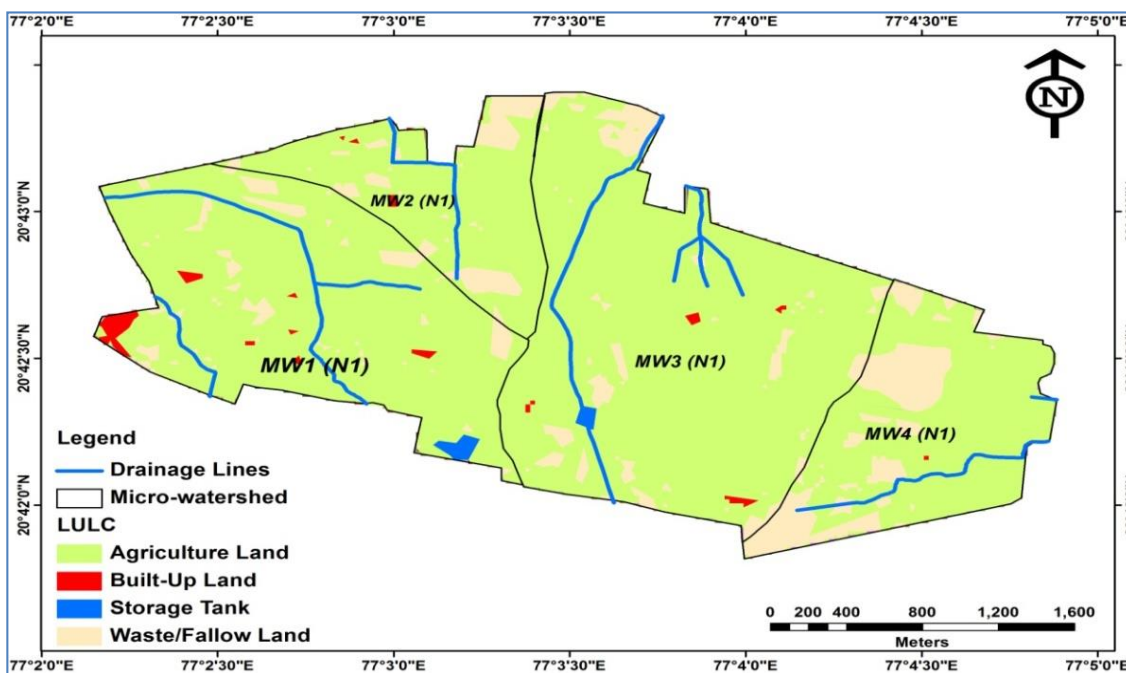 77°2'0"E 77°2'30"E 77°3'0"E 77°3'30"E 77°4'0"E 77°4'30"E 77°5'0"E
N
20°43'0"N
MW2 (N1)
20°42'30"N
MW1 (N1)
MW3 (N1)
MW4 (N1)
20°42'0"N
Legend
Drainage Lines
Micro-watershed
LULC
Agriculture Land
Built-Up Land
Storage Tank
Waste/Fallow Land
0 200 400 800 1,200 1,600
Meters
77°2'0"E 77°2'30"E 77°3'0"E 77°3'30"E 77°4'0"E 77°4'30"E 77°5'0"E